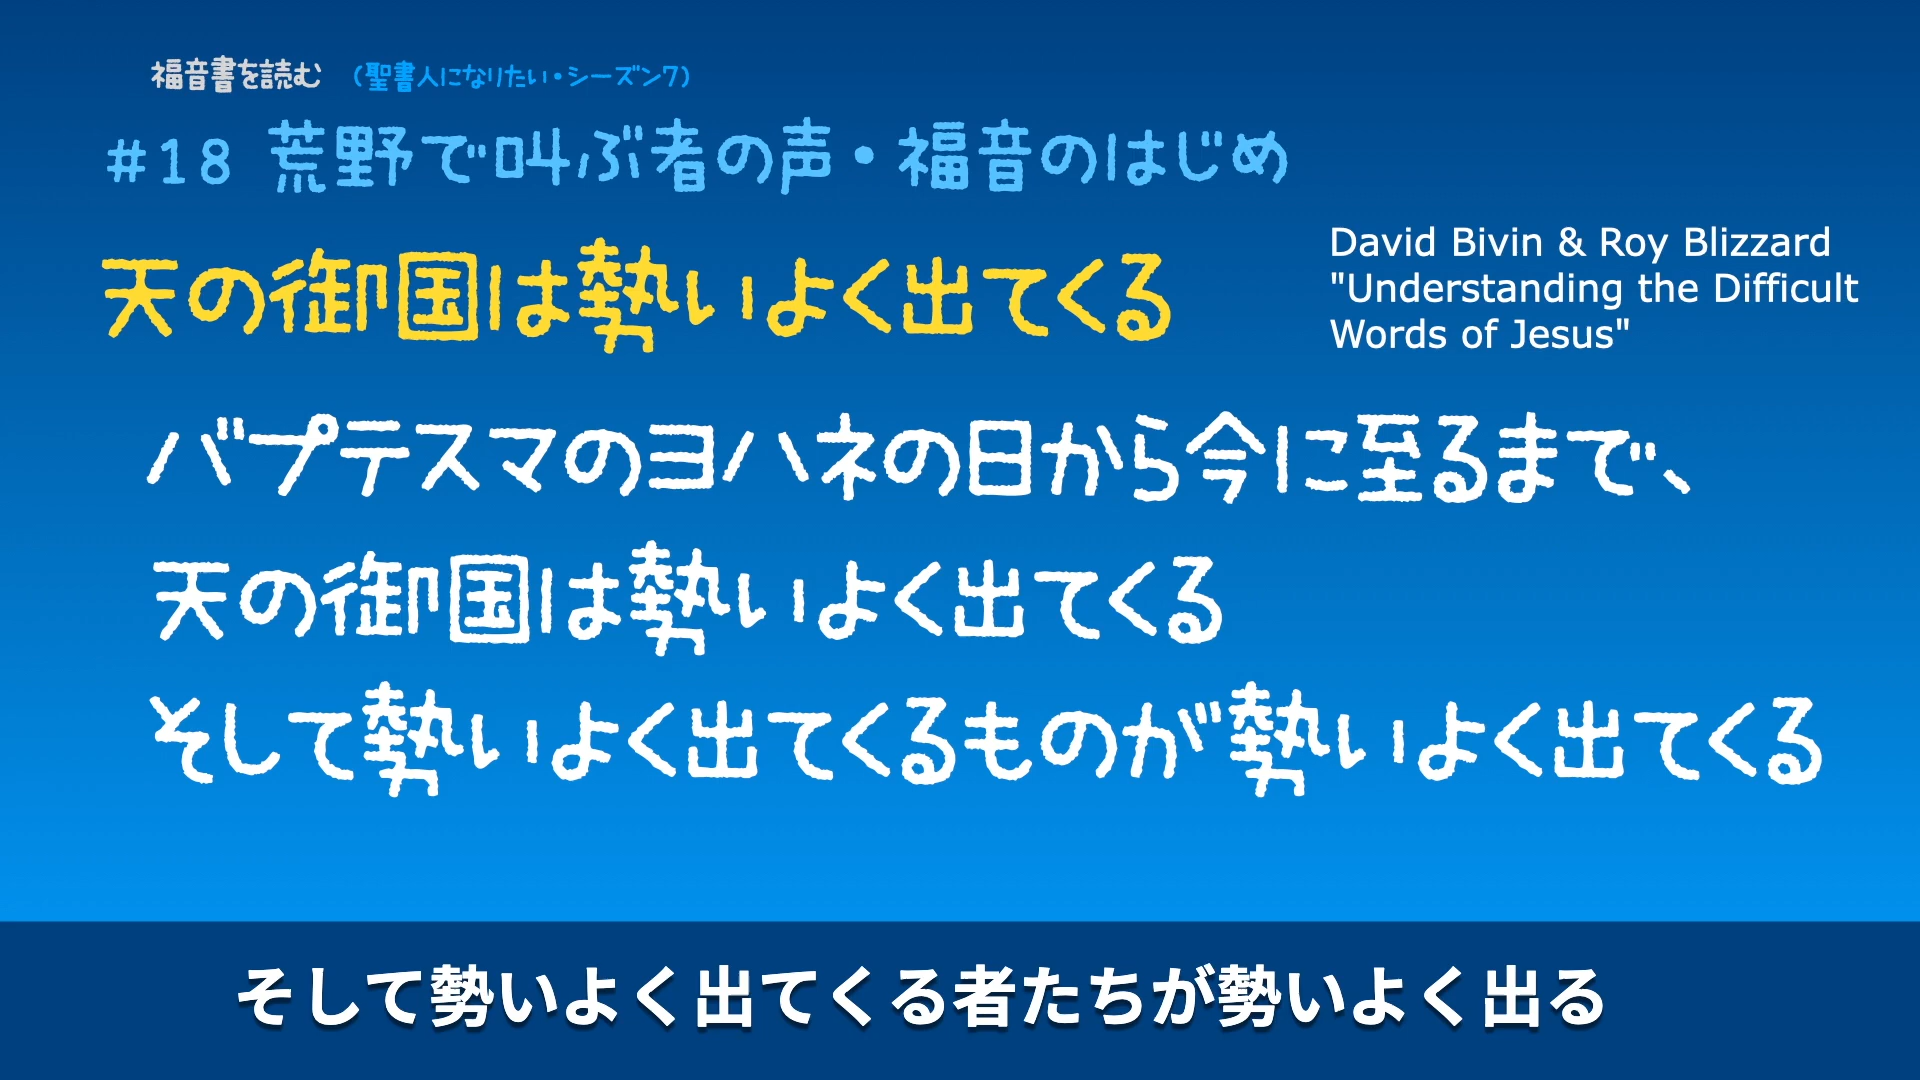 福音書を読む （聖書人になりたい・シーズン7）
#18 荒野で叫ぶ者の声・福音のはじめ
天の御国は勢いよく出てくる
David Bivin & Roy Blizzard
"Understanding the Difficult
Words of Jesus"
バプテスマのヨハネの日から今に至るまで、
天の御国は勢いよく出てくる
そして勢いよく出てくるものが勢いよく出てくる
そして勢いよく出てくる者たちが勢いよく出る